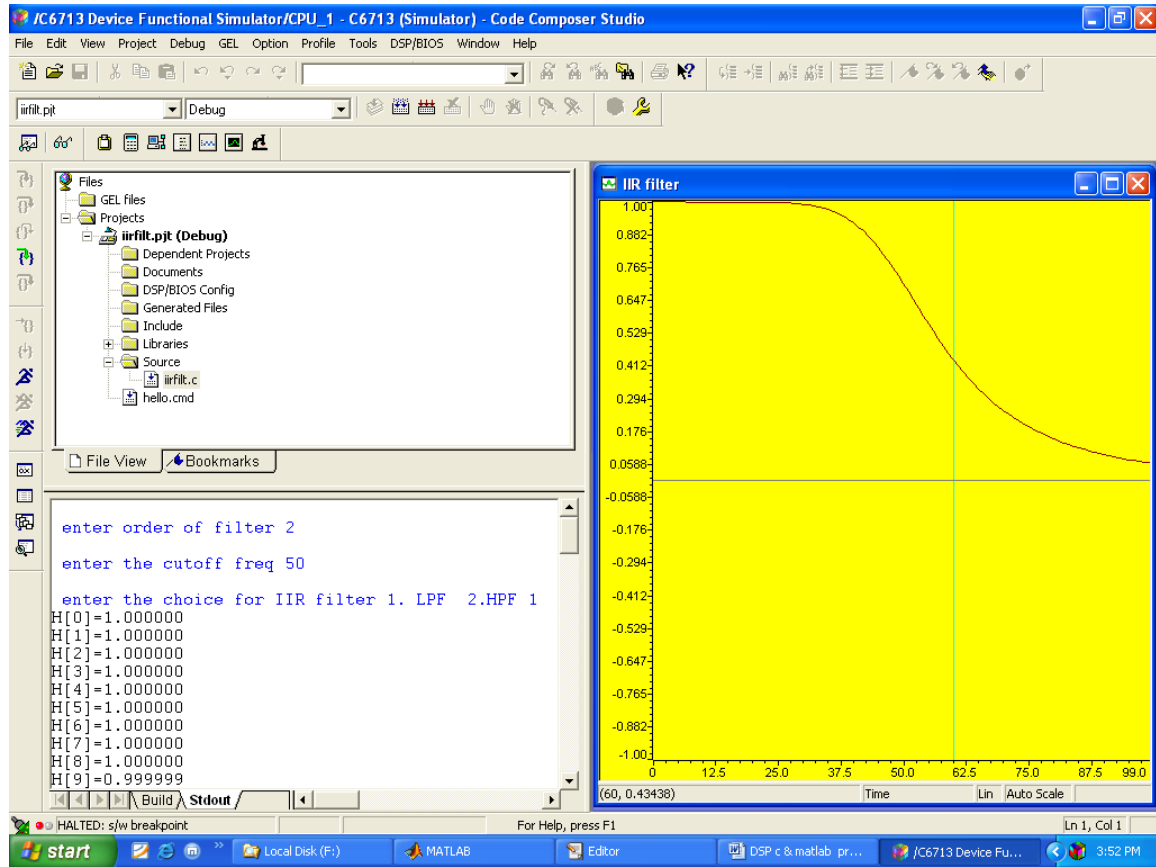 /C6713 Device Functional Simulator/CPU_1 - C6713 (Simulator) - Code Composer Studio
File Edit View Project Debug GEL Option Profile Tools DSP/BIOS Window Help
iirfilt.pjt Debug
Files
GEL files
Projects
iirfilt.pjt (Debug)
Dependent Projects
Documents
DSP/BIOS Config
Generated Files
Include
Libraries
Source
iirfilt.c
hello.cmd
File View Bookmarks
enter order of filter 2
enter the cutoff freq 50
enter the choice for IIR filter 1. LPF 2.HPF 1
H[0]=1.000000
H[1]=1.000000
H[2]=1.000000
H[3]=1.000000
H[4]=1.000000
H[5]=1.000000
H[6]=1.000000
H[7]=1.000000
H[8]=1.000000
H[9]=0.999999
Build Stdout
IIR filter
1.00
0.882
0.765
0.647
0.529
0.412
0.294
0.176
0.0588
-0.0588
-0.176
-0.294
-0.412
-0.529
-0.647
-0.765
-0.882
-1.00
0 12.5 25.0 37.5 50.0 62.5 75.0 87.5 99.0
(60, 0.43438) Time Lin Auto Scale
HALTED: s/w breakpoint For Help, press F1 Ln 1, Col 1
start Local Disk (F:) MATLAB Editor DSP c & matlab pr... /C6713 Device Fu... 3:52 PM